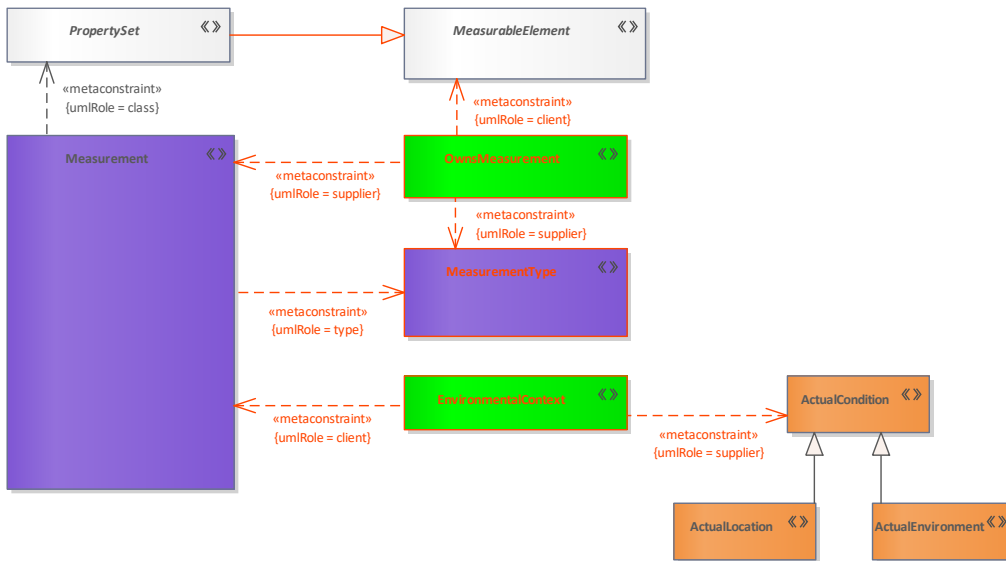 PropertySet «»
MeasurableElement «»
«metaconstraint»
{umlRole = class}
«metaconstraint»
{umlRole = client}
Measurement «»
OwnsMeasurement «»
«metaconstraint»
{umlRole = supplier}
«metaconstraint»
{umlRole = supplier}
MeasurementType «»
«metaconstraint»
{umlRole = type}
EnvironmentalContext «»
ActualCondition «»
«metaconstraint»
{umlRole = client}
«metaconstraint»
{umlRole = supplier}
ActualLocation «»
ActualEnvironment «»